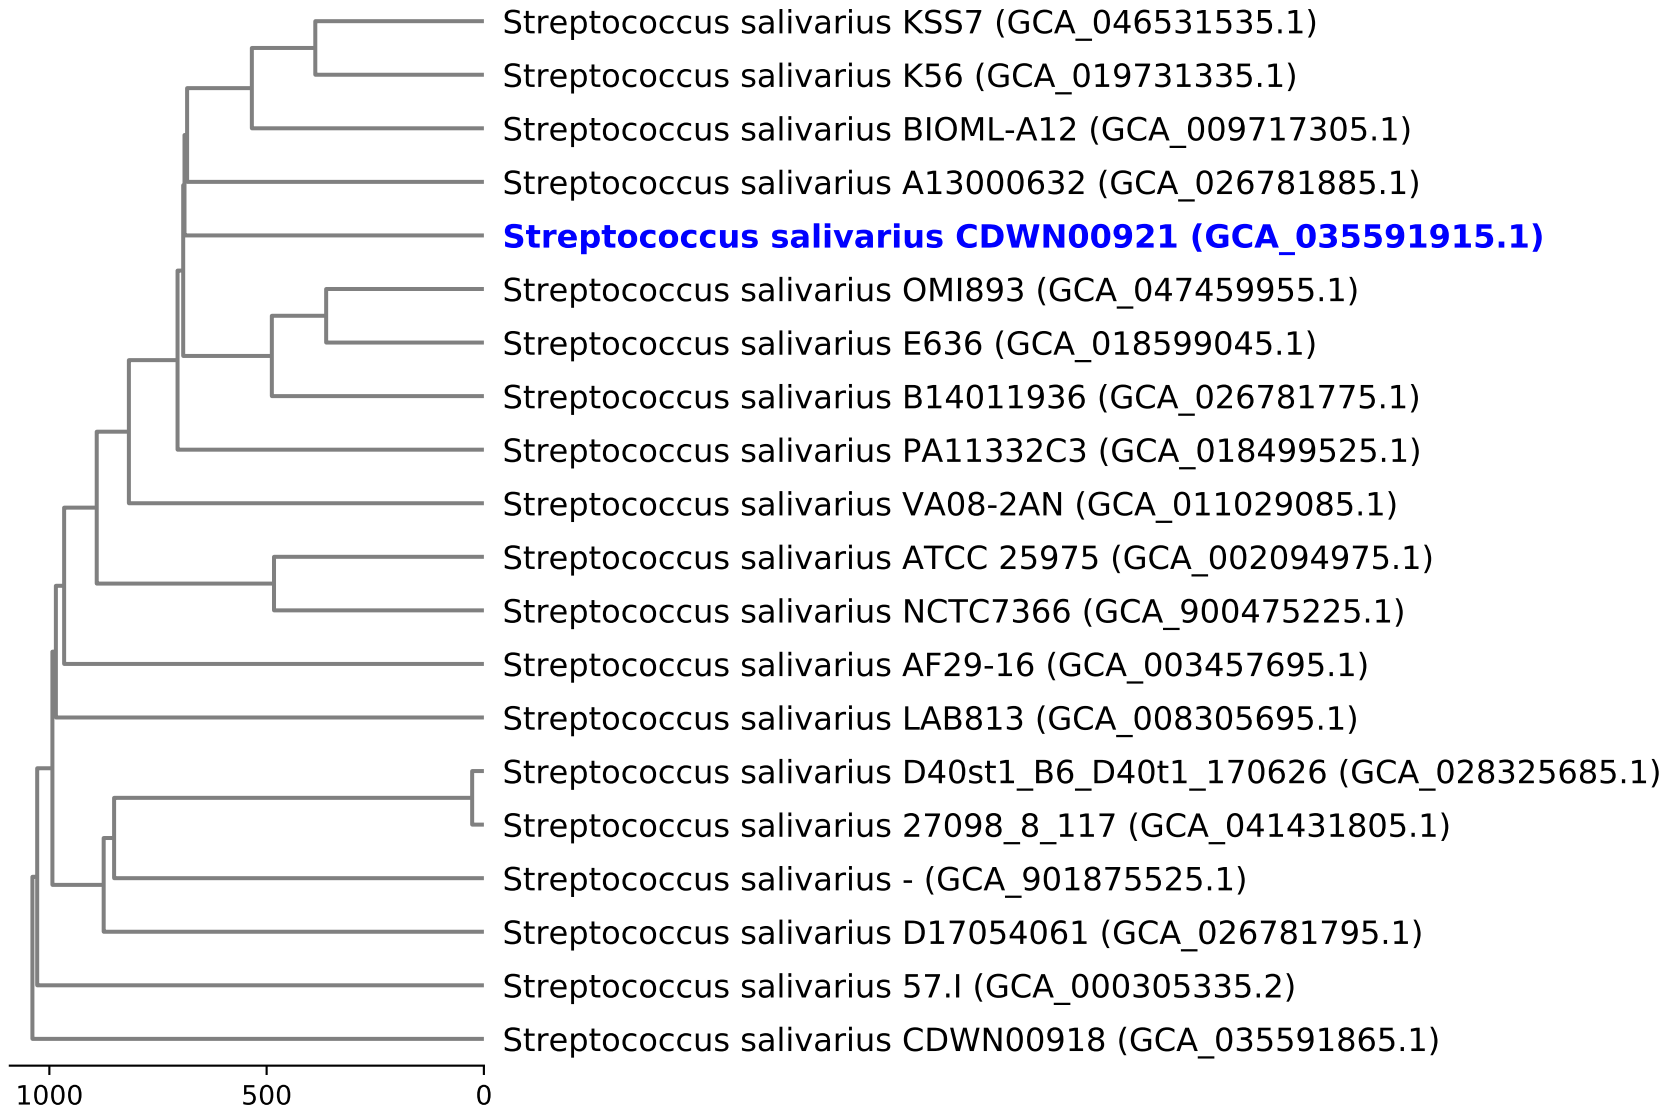 Streptococcus salivarius KSS7 (GCA_046531535.1)
Streptococcus salivarius K56 (GCA_019731335.1)
Streptococcus salivarius BIOML-A12 (GCA_009717305.1)
Streptococcus salivarius A13000632 (GCA_026781885.1)
Streptococcus salivarius CDWN00921 (GCA_035591915.1)
Streptococcus salivarius OMI893 (GCA_047459955.1)
Streptococcus salivarius E636 (GCA_018599045.1)
Streptococcus salivarius B14011936 (GCA_026781775.1)
Streptococcus salivarius PA11332C3 (GCA_018499525.1)
Streptococcus salivarius VA08-2AN (GCA_011029085.1)
Streptococcus salivarius ATCC 25975 (GCA_002094975.1)
Streptococcus salivarius NCTC7366 (GCA_900475225.1)
Streptococcus salivarius AF29-16 (GCA_003457695.1)
Streptococcus salivarius LAB813 (GCA_008305695.1)
Streptococcus salivarius D40st1_B6_D40t1_170626 (GCA_028325685.1)
Streptococcus salivarius 27098_8_117 (GCA_041431805.1)
Streptococcus salivarius - (GCA_901875525.1)
Streptococcus salivarius D17054061 (GCA_026781795.1)
Streptococcus salivarius 57.I (GCA_000305335.2)
Streptococcus salivarius CDWN00918 (GCA_035591865.1)
1000 500 0